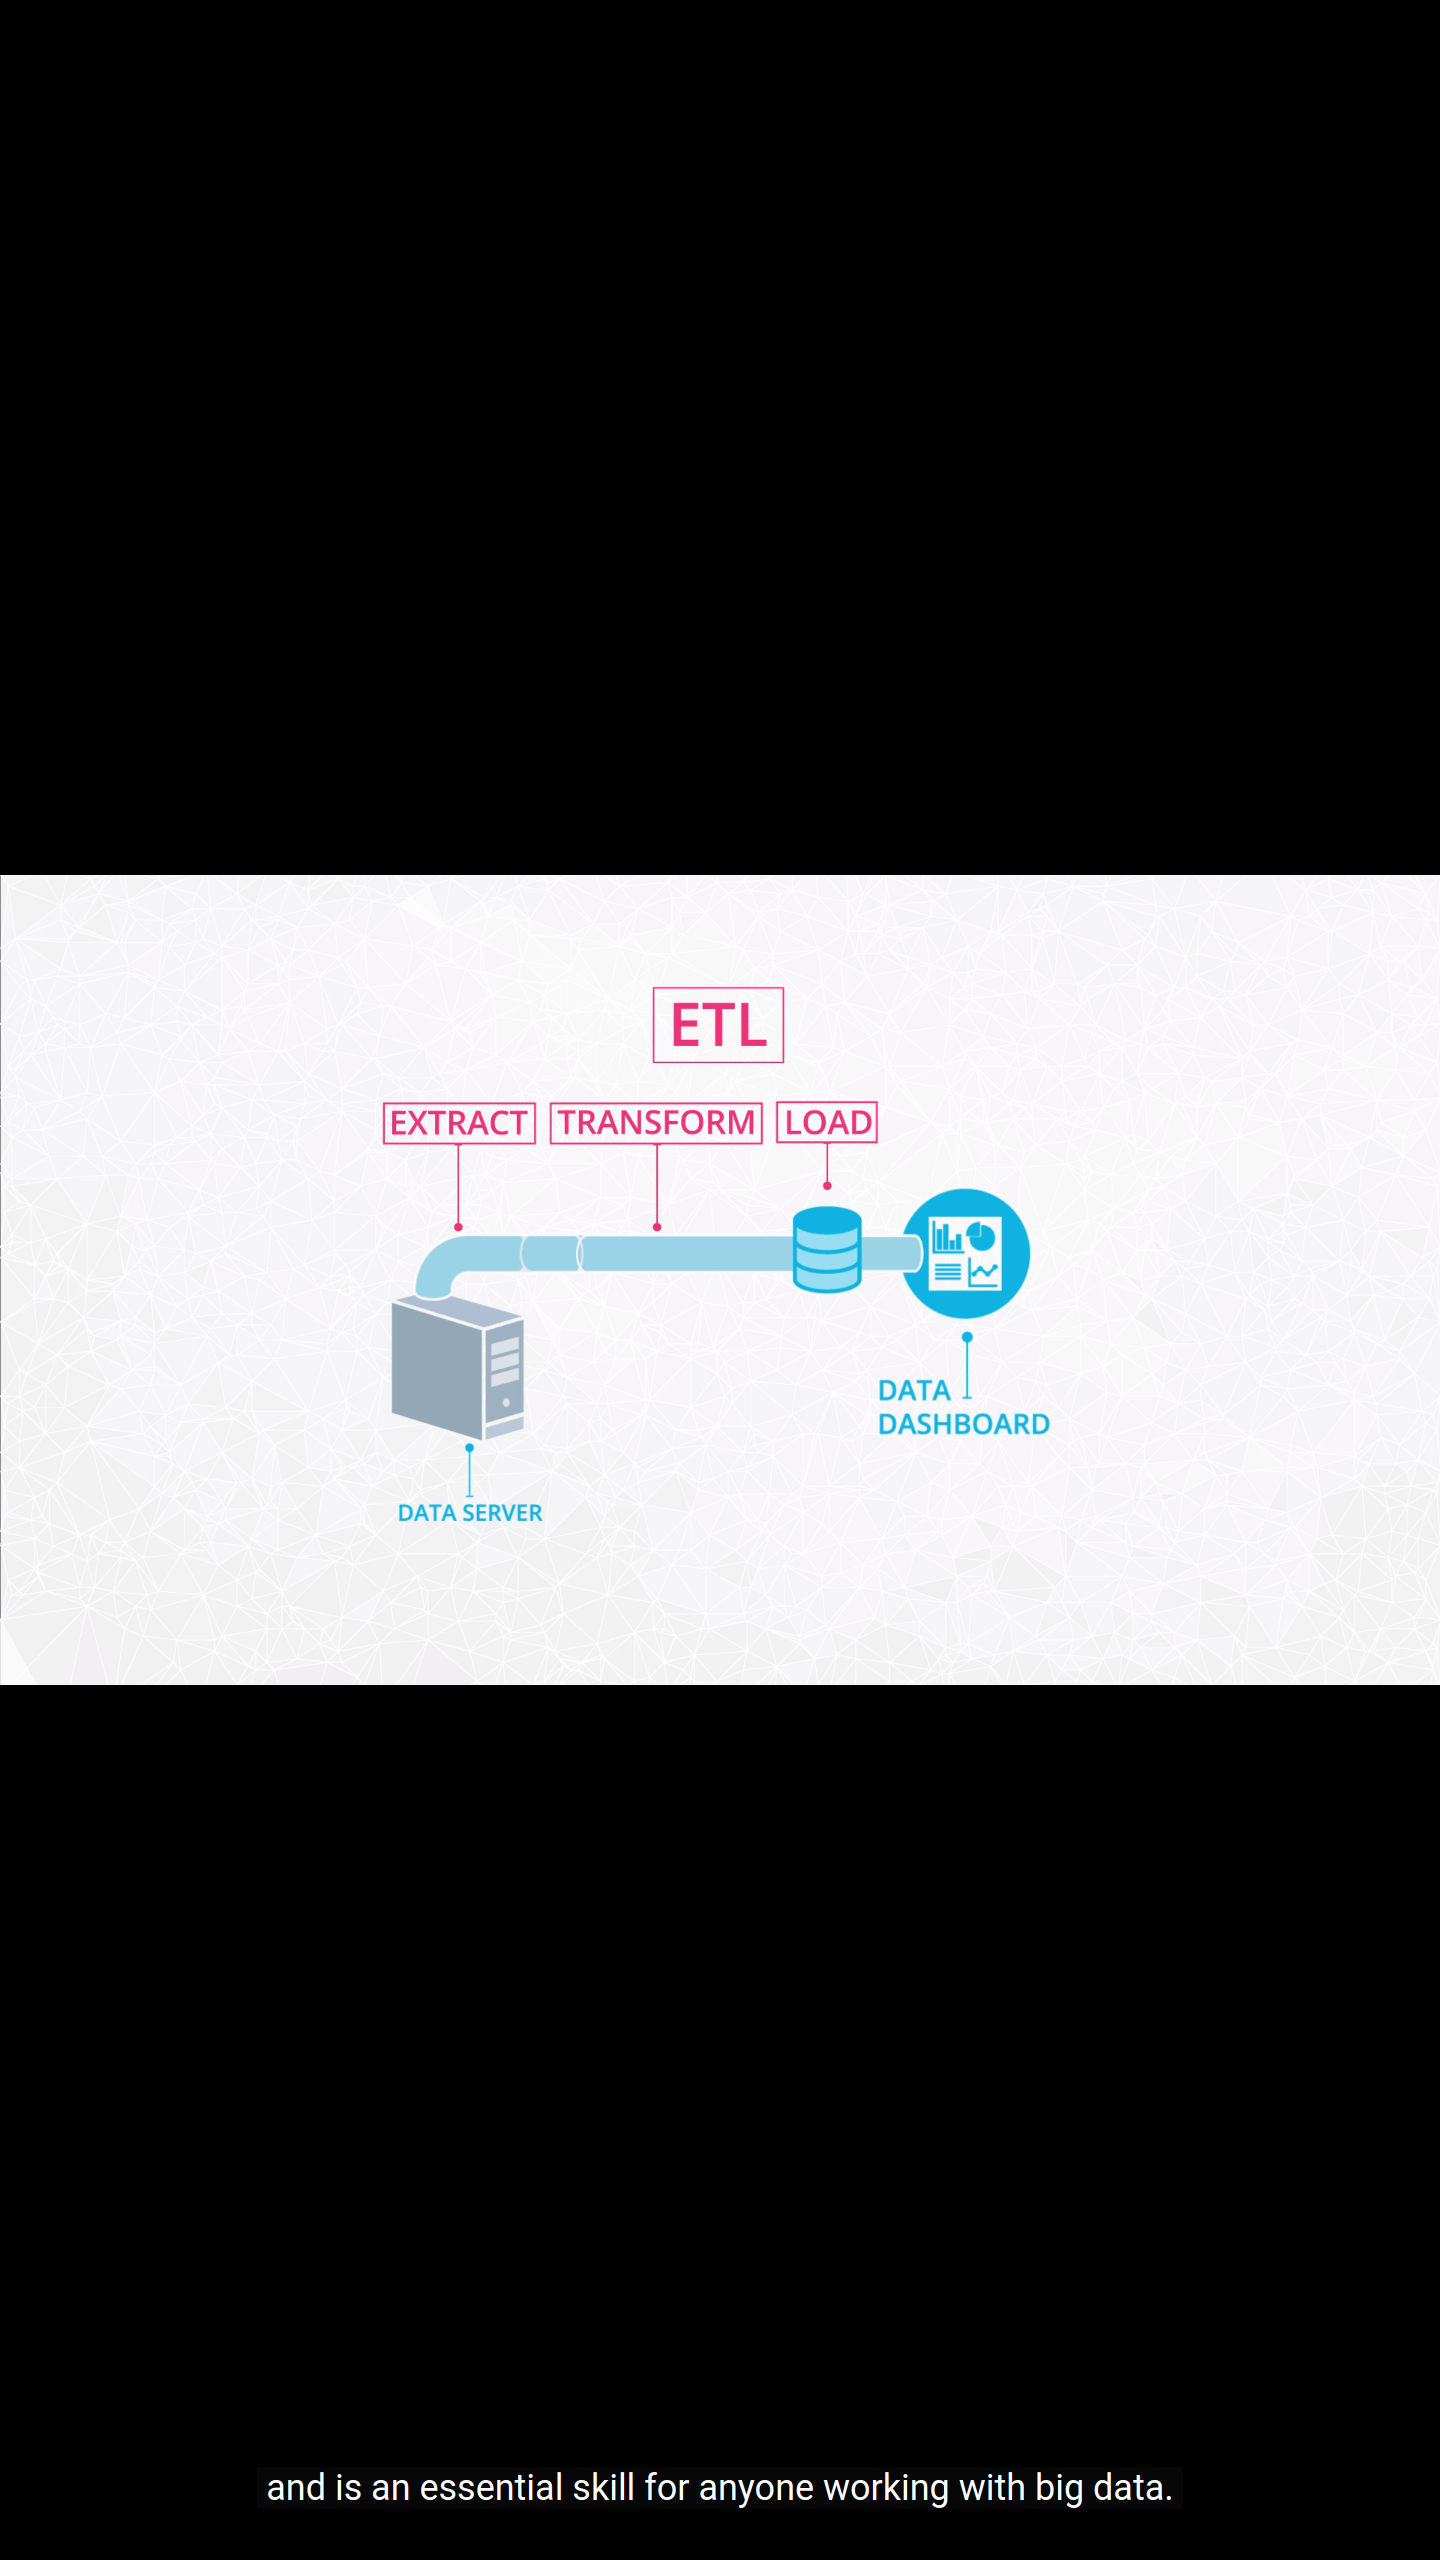 ETL
EXTRACT TRANSFORM LOAD
DATA
DASHBOARD
DATA SERVER
and is an essential skill for anyone working with big data.